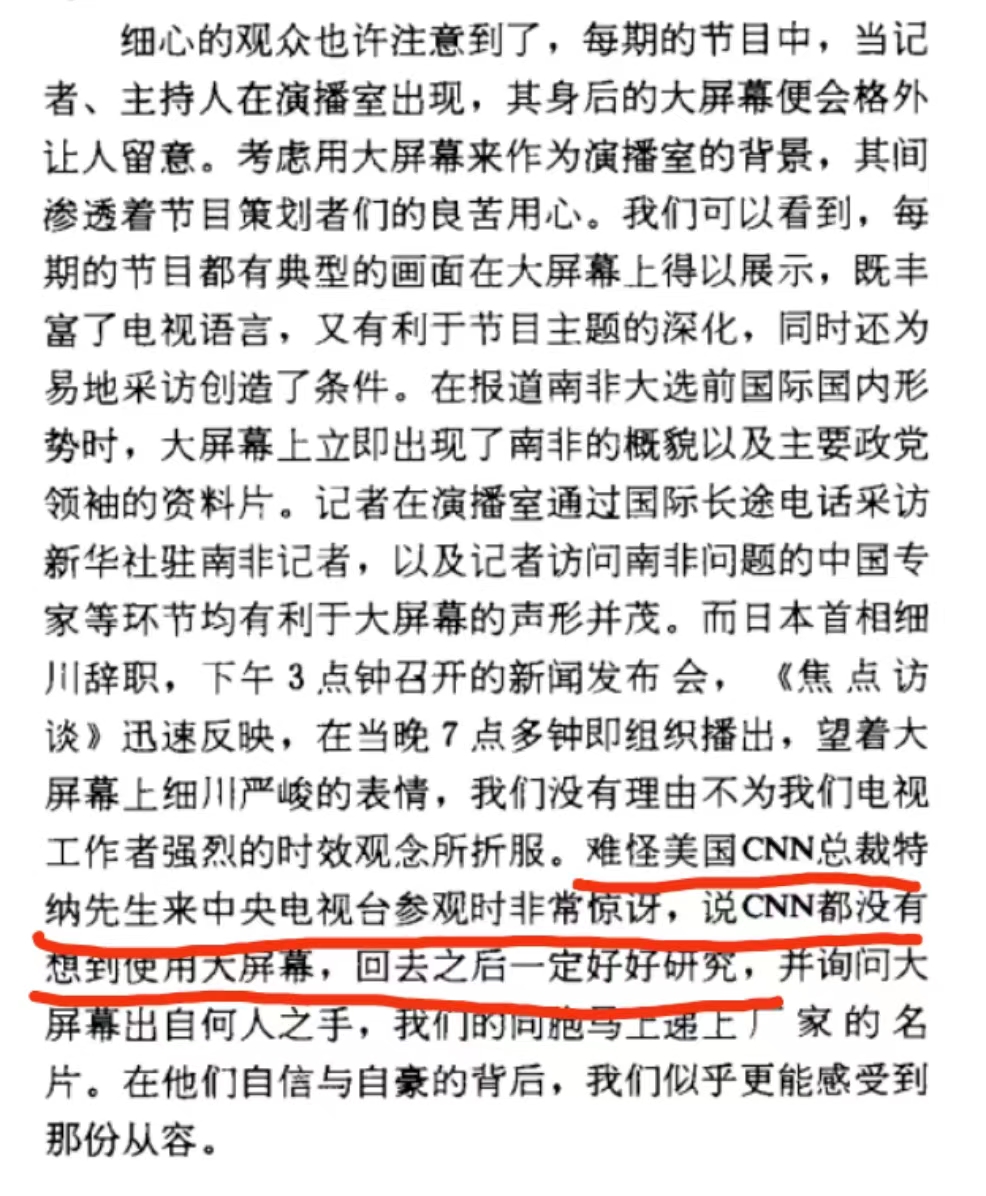 细心的观众也许注意到了，每期的节目中，当记
者、主持人在演播室出现，其身后的大屏幕便会格外
让人留意。考虑用大屏幕来作为演播室的背景，其间
渗透着节目策划者们的良苦用心。我们可以看到，每
期的节目都有典型的画面在大屏幕上得以展示，既丰
富了电视语言，又有利于节目主题的深化，同时还为
易地采访创造了条件。在报道南非大选前国际国内形
势时，大屏幕上立即出现了南非的概貌以及主要政党
领袖的资料片。记者在演播室通过国际长途电话采访
新华社驻南非记者，以及记者访问南非问题的中国专
家等环节均有利于大屏幕的声形并茂。而日本首相细
川辞职，下午3点钟召开的新闻发布会，《焦点访
谈》迅速反映，在当晚7点多钟即组织播出，望着大
屏幕上细川严峻的表情，我们没有理由不为我们电视
工作者强烈的时效观念所折服。难怪美国CNN总裁特
纳先生来中央电视台参观时非常惊讶，说CNN都没有
想到使用大屏幕，回去之后一定好好研究，并询问大
屏幕出自何人之手，我们的同胞马上递上厂家的名
片。在他们自信与自豪的背后，我们似乎更能感受到
那份从容。